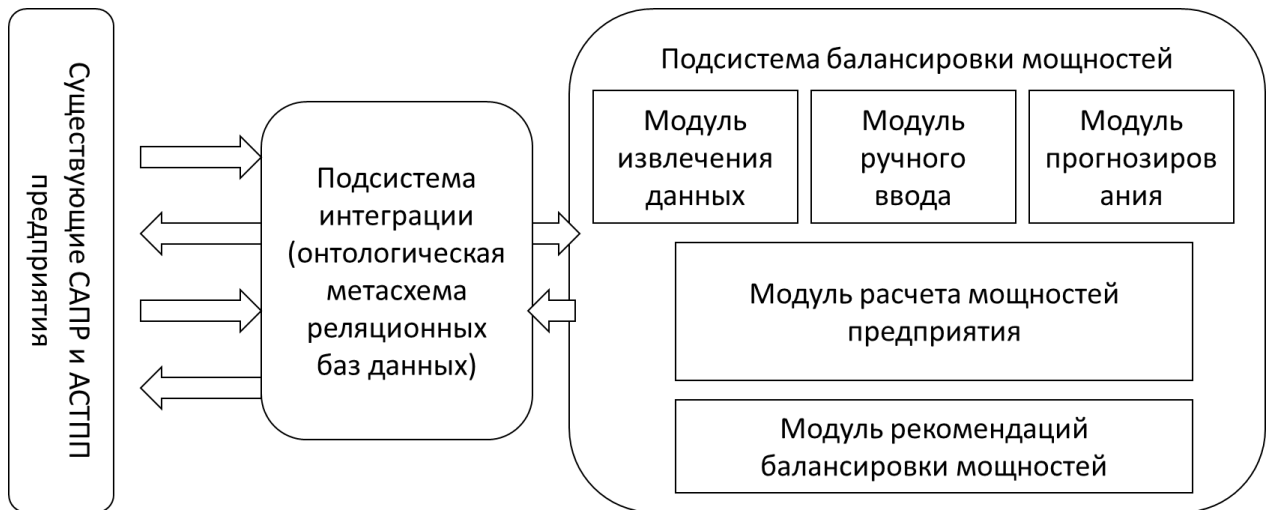 Существующие САПР и АСТПП
предприятия
Подсистема
интеграции
(онтологическая
метасхема
реляционных
баз данных)
Подсистема балансировки мощностей
Модуль
извлечения
данных
Модуль
ручного
ввода
Модуль
прогнозиров
ания
Модуль расчета мощностей
предприятия
Модуль рекомендаций
балансировки мощностей